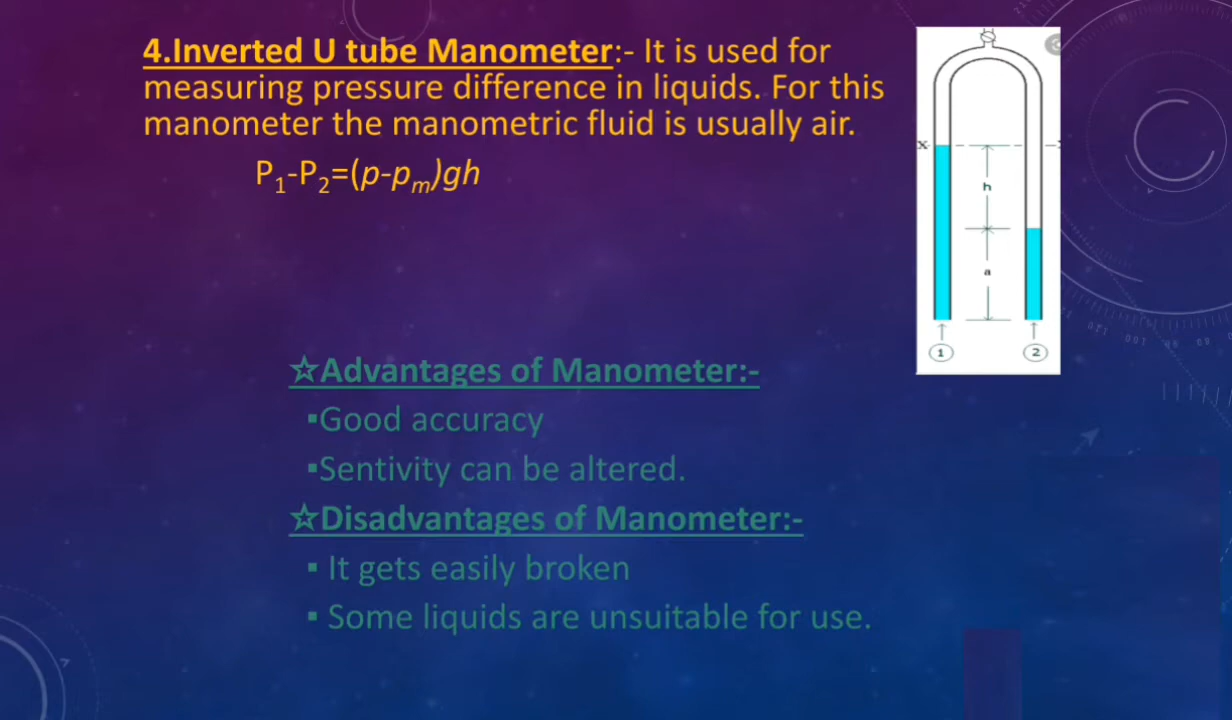 4.Inverted U tube Manometer:- It is used for
measuring pressure difference in liquids. For this
manometer the manometric fluid is usually air.
P₁-P₂=(p-pₘ)gh
X
h
a
1
2
☆Advantages of Manometer:-
▪Good accuracy
▪Sentivity can be altered.
☆Disadvantages of Manometer:-
▪ It gets easily broken
▪ Some liquids are unsuitable for use.